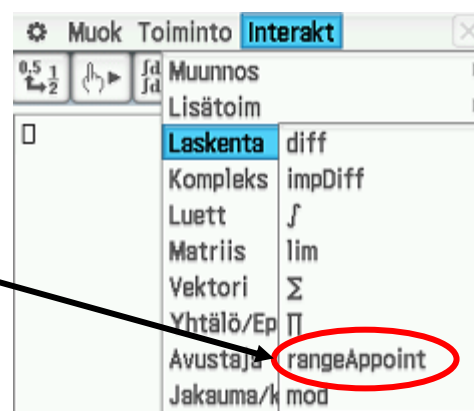 Muok Toiminto Interakt
0,5 1 2
Muunnos
Lisätoim
Laskenta diff
Kompleks impDiff
Luett ∫
Matriis lim
Vektori Σ
Yhtälö/Ep ∏
Avustaja rangeAppoint
Jakauma/k mod